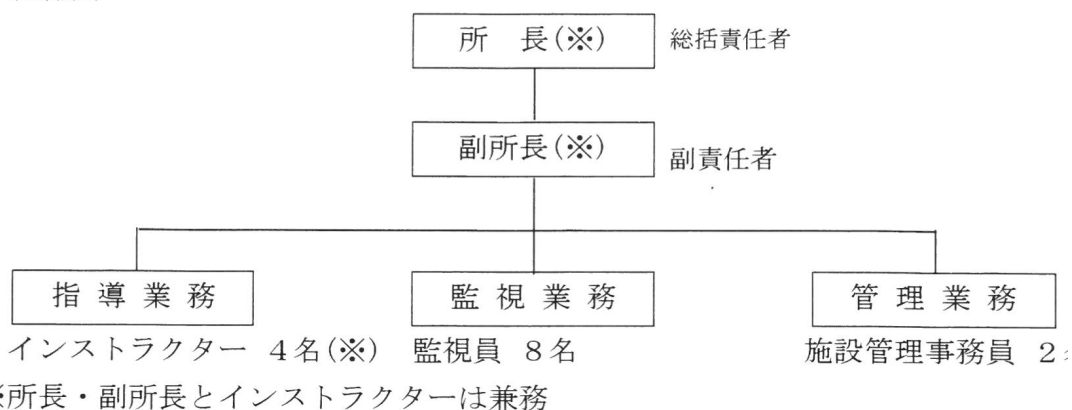 所　長(※)　総括責任者
副所長(※)　副責任者
指 導 業 務　監 視 業 務　管 理 業 務
インストラクター　4名(※)　監視員　8名　施設管理事務員　2
所長・副所長とインストラクターは兼務